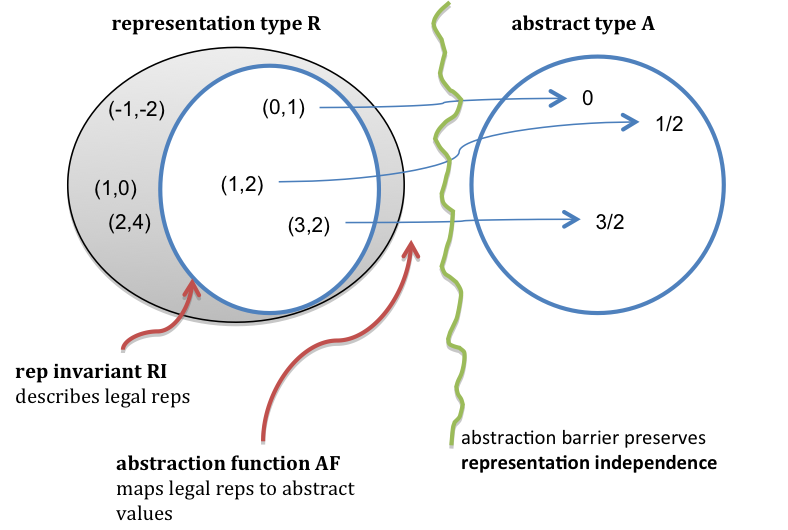 representation type R
abstract type A
(-1,-2)
(0,1)
0
1/2
(1,0)
(1,2)
(2,4)
(3,2)
3/2
rep invariant RI
describes legal reps
abstraction function AF
maps legal reps to abstract
values
abstraction barrier preserves
representation independence